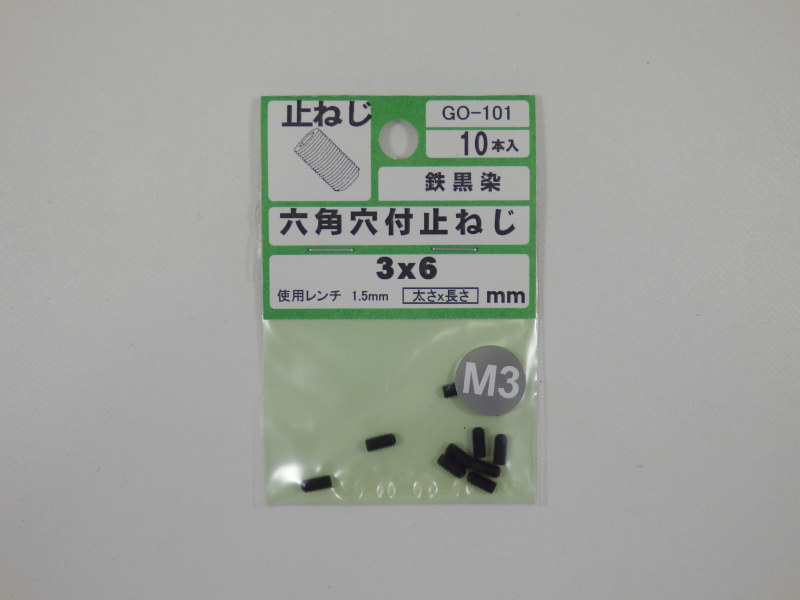 止ねじ
GO-101
10本入
鉄黒染
六角穴付止ねじ
3x6
使用レンチ 1.5mm 太さx長さ mm
M3